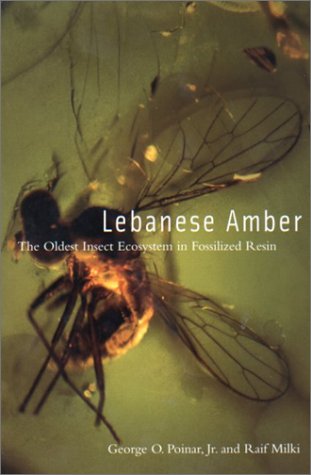 Lebanese Amber
The Oldest Insect Ecosystem in Fossilized Resin
George O. Poinar, Jr. and Raif Milki